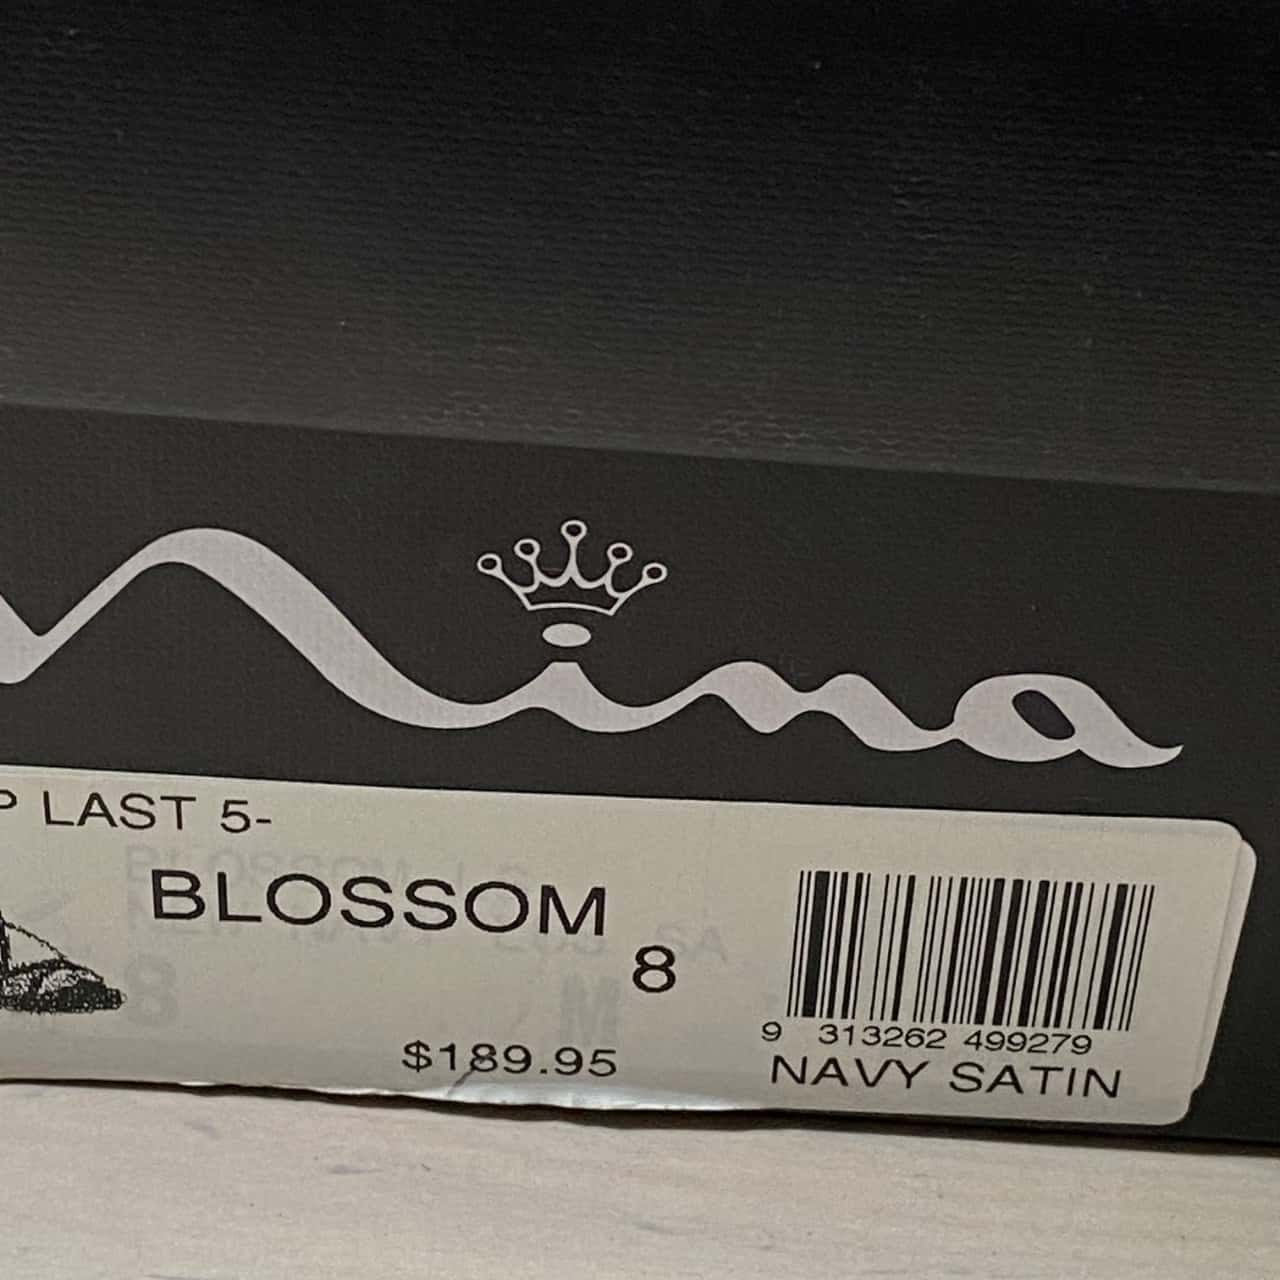 Nina
P LAST 5-
BLOSSOM
8
$189.95
9 313262 499279
NAVY SATIN